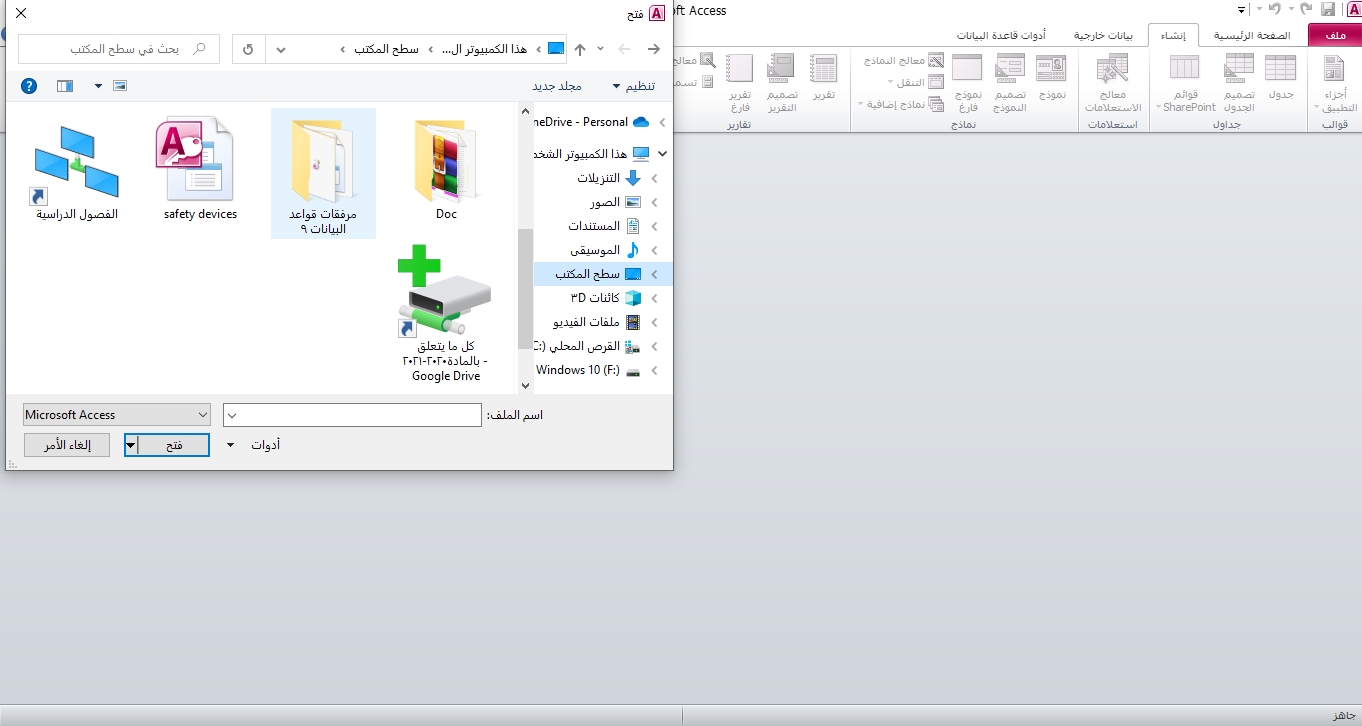 فتح
oft Access
هذا الكمبيوتر ال...
سطح المكتب
بحث في سطح المكتب
تنظيم
مجلد جديد
neDrive - Personal
هذا الكمبيوتر الشخص
التنزيلات
الصور
المستندات
الموسيقى
سطح المكتب
كائنات ٣D
ملفات الفيديو
القرص المحلي (C:
Windows 10 (F:)
Doc
مرفقات قواعد
البيانات ٩
safety devices
الفصول الدراسية
كل ما يتعلق
بالمادة٢٠٢٠-٢٠٢١ -
Google Drive
اسم الملف:
Microsoft Access
أدوات
فتح
إلغاء الأمر
ملف
الصفحة الرئيسية
إنشاء
بيانات خارجية
أدوات قاعدة البيانات
أجزاء
التطبيق
قوالب
جدول
تصميم
الجدول
قوائم
SharePoint
جداول
معالج
الاستعلامات
استعلامات
نموذج
تصميم
النموذج
نموذج
فارغ
معالج النماذج
التنقل
نماذج إضافية
نماذج
تقرير
تصميم
التقرير
تقرير
فارغ
معالج
تسم
تقارير
جاهز